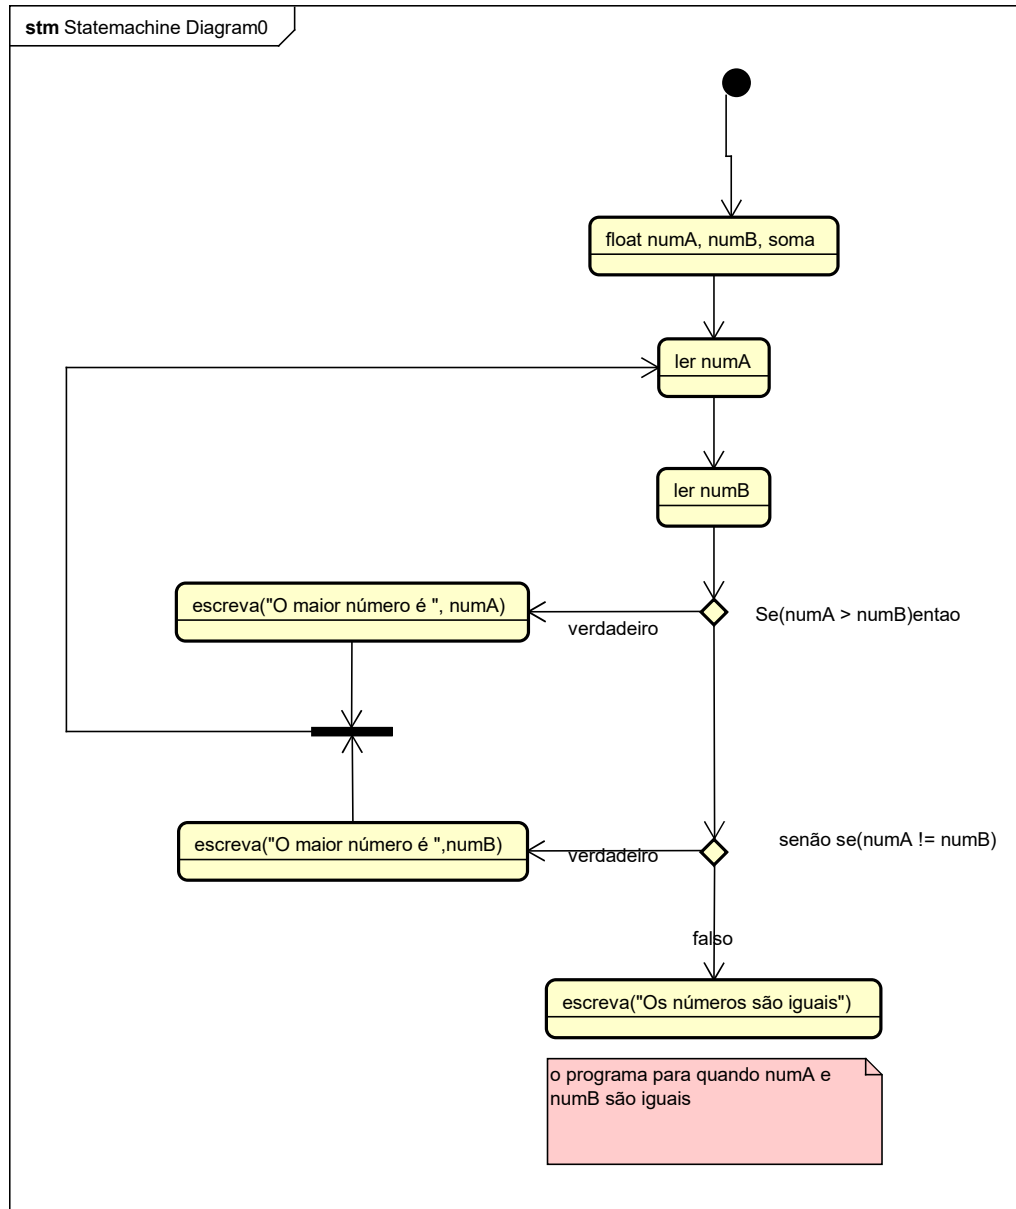 stm Statemachine Diagram0
float numA, numB, soma
ler numA
ler numB
escreva("O maior número é ", numA)
verdadeiro
Se(numA > numB)entao
escreva("O maior número é ",numB)
verdadeiro
senão se(numA != numB)
falso
escreva("Os números são iguais")
o programa para quando numA e
numB são iguais